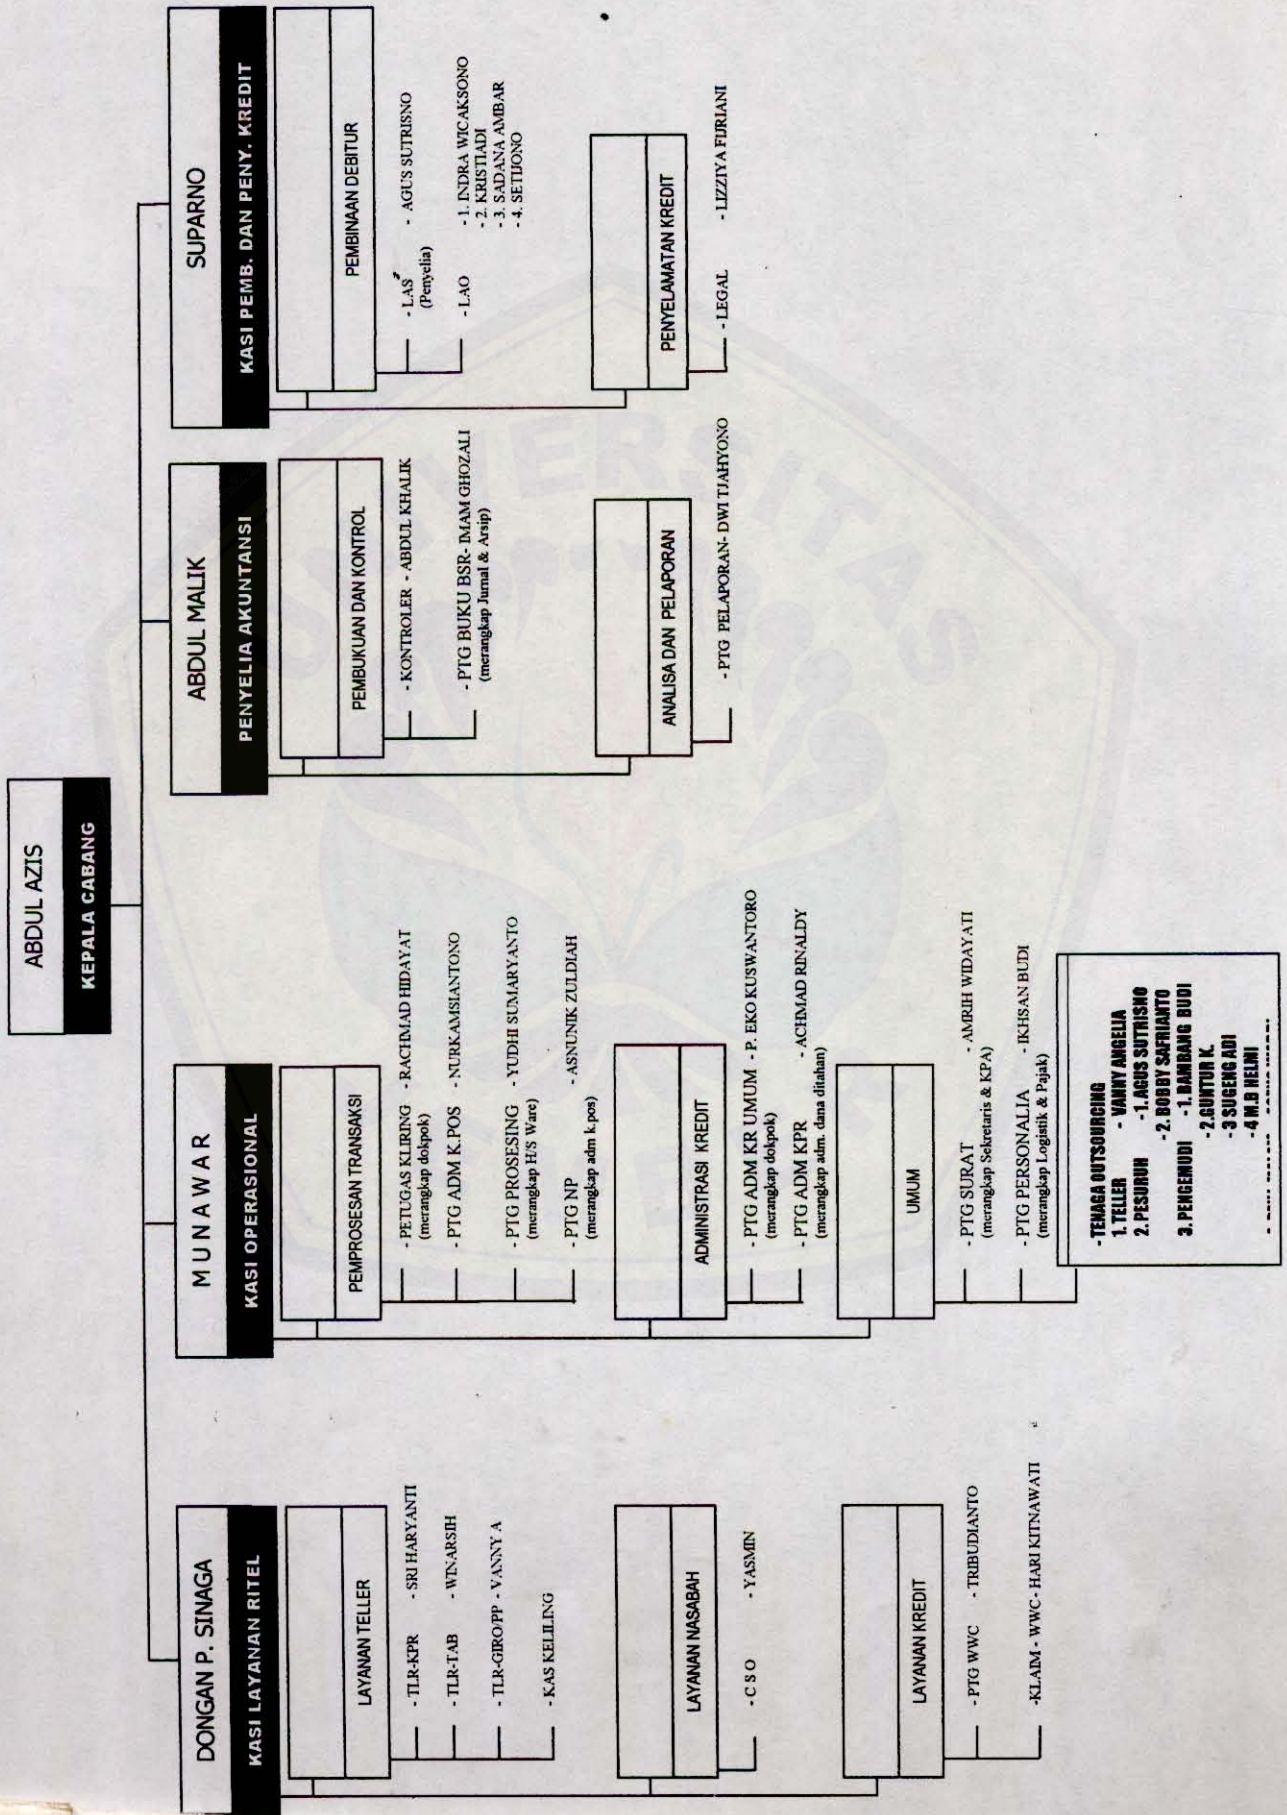 ABDUL AZIS
KEPALA CABANG
DONGAN P. SINAGA
KASI LAYANAN RITEL
LAYANAN TELLER
- TLR-KPR - SRI HARYANTI
- TLR-TAB - WINARSIH
- TLR-GIRO/PP - VANNY A
- KAS KELILING
LAYANAN NASABAH
- C S O - YASMIN
LAYANAN KREDIT
- PTG WWC - TRIBUDIANTO
-KLAIM - WWC- HARI KITNAWATI
M U N A W A R
KASI OPERASIONAL
PEMPROSESAN TRANSAKSI
- PETUGAS KLIRING - RACHMAD HIDAYAT
(merangkap dokpok)
- PTG ADM K.POS - NURKAMSIANTONO
- PTG PROSESING - YUDHI SUMARYANTO
(merangkap H/S Ware)
- PTG NP - ASNUNIK ZULDIAH
(merangkap adm k.pos)
ADMINISTRASI KREDIT
- PTG ADM KR UMUM - P. EKO KUSWANTORO
(merangkap dokpok)
- PTG ADM KPR - ACHMAD RINALDY
(merangkap adm. dana ditahan)
UMUM
- PTG SURAT - AMRIH WIDAYATI
(merangkap Sekretaris & KPA)
- PTG PERSONALIA - IKHSAN BUDI
(merangkap Logistik & Pajak)
- TENAGA OUTSOURCING
1. TELLER - VANNY ANGELIA
2. PESURUH - 1. AGUS SUTRISNO
- 2. BOBBY SAFRIANTO
3. PENGEMUDI - 1. BAMBANG BUDI
- 2.GUNTUR K.
- 3 SUGENG ADI
- 4 M.B HELMI
ABDUL MALIK
PENYELIA AKUNTANSI
PEMBUKUAN DAN KONTROL
- KONTROLER - ABDUL KHALIK
- PTG BUKU BSR- IMAM GHOZALI
(merangkap Jurnal & Arsip)
ANALISA DAN PELAPORAN
- PTG PELAPORAN- DWI TJAHYONO
SUPARNO
KASI PEMB. DAN PENY. KREDIT
PEMBINAAN DEBITUR
- LAS - AGUS SUTRISNO
(Penyelia)
- LAO - 1. INDRA WICAKSONO
- 2. KRISTIADI
- 3. SADANA AMBAR
- 4. SETIJONO
PENYELAMATAN KREDIT
- LEGAL - LIZZIYA FIJRIANI
UNIVERSITAS